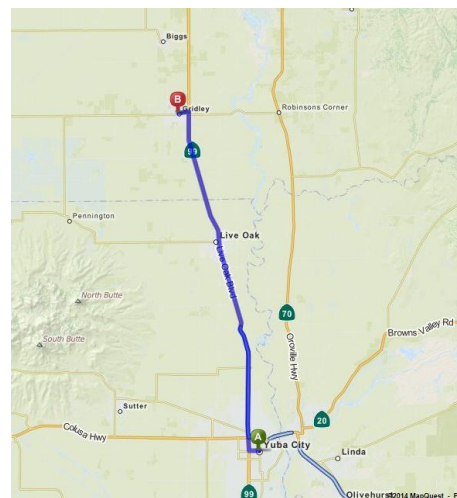 Biggs
B
Gridley
Robinsons Corner
99
Pennington
Live Oak
Live Oak Blvd
North Butte
70
Oroville Hwy
South Butte
Browns Valley Rd
Sutter
20
Colusa Hwy
A
Yuba City
Linda
99
Olivehurst
©2014 MapQuest - P